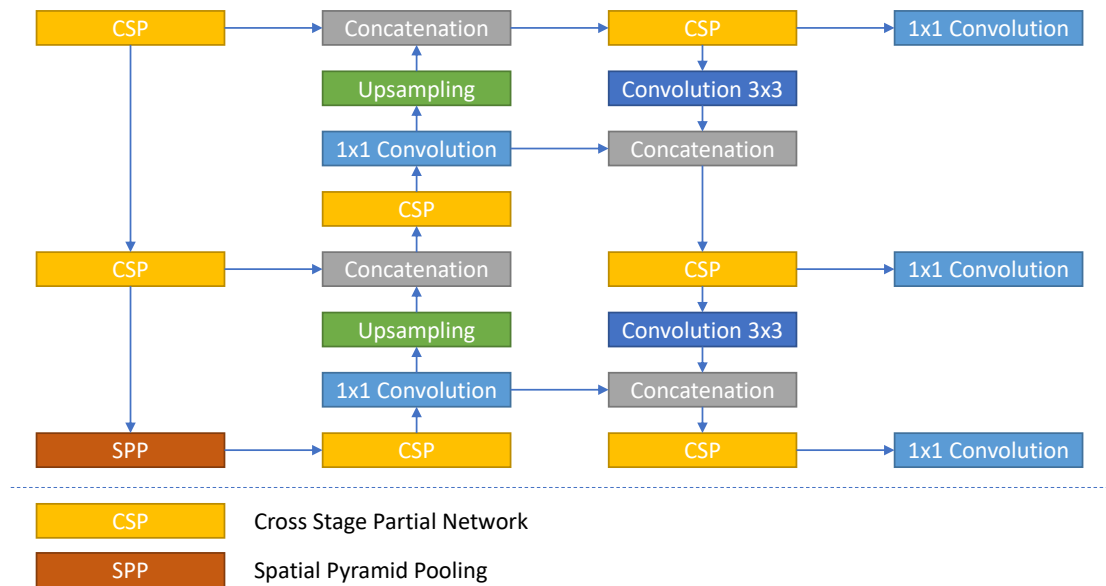 CSP Concatenation CSP 1x1 Convolution
Upsampling Convolution 3x3
1x1 Convolution Concatenation
CSP
CSP Concatenation CSP 1x1 Convolution
Upsampling Convolution 3x3
1x1 Convolution Concatenation
SPP CSP CSP 1x1 Convolution
CSP Cross Stage Partial Network
SPP Spatial Pyramid Pooling